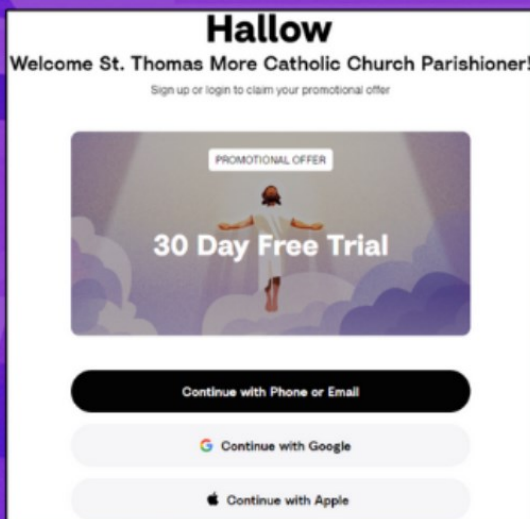 Hallow
Welcome St. Thomas More Catholic Church Parishioner!
Sign up or login to claim your promotional offer
PROMOTIONAL OFFER
30 Day Free Trial
Continue with Phone or Email
Continue with Google
Continue with Apple